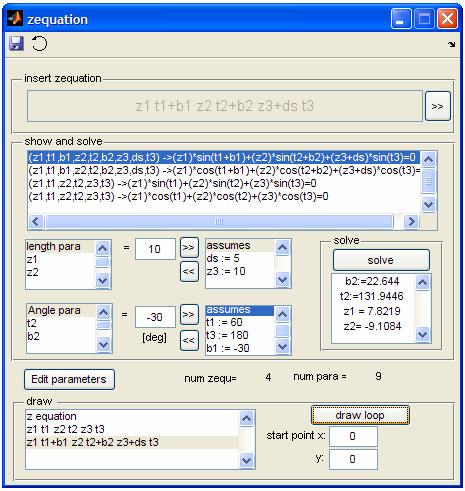 zequation
insert zequation
z1 t1+b1 z2 t2+b2 z3+ds t3
>>
show and solve
(z1,t1,b1,z2,t2,b2,z3,ds,t3) ->(z1)*sin(t1+b1)+(z2)*sin(t2+b2)+(z3+ds)*sin(t3)=0
(z1,t1,b1,z2,t2,b2,z3,ds,t3) ->(z1)*cos(t1+b1)+(z2)*cos(t2+b2)+(z3+ds)*cos(t3)=
(z1,t1,z2,t2,z3,t3) ->(z1)*sin(t1)+(z2)*sin(t2)+(z3)*sin(t3)=0
(z1,t1,z2,t2,z3,t3) ->(z1)*cos(t1)+(z2)*cos(t2)+(z3)*cos(t3)=0
length para
z1
z2
= 10 >>
<<
assumes
ds := 5
z3 := 10
Angle para
t2
b2
= -30 >>
[deg] <<
assumes
t1 := 60
t3 := 180
b1 := -30
solve
solve
b2:=22.644
t2:=131.9446
z1 = 7.8219
z2= -9.1084
Edit parameters
num zequ= 4 num para = 9
draw
z equation
z1 t1 z2 t2 z3 t3
z1 t1+b1 z2 t2+b2 z3+ds t3
draw loop
start point x: 0
y: 0